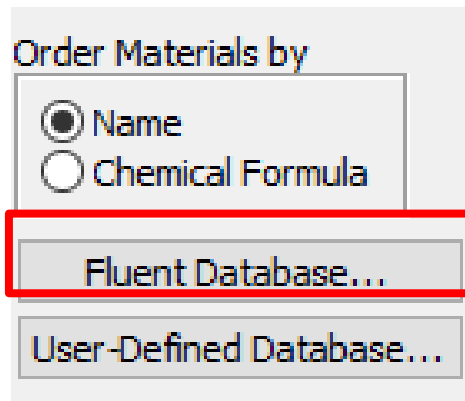 Order Materials by
Name
Chemical Formula
Fluent Database...
User-Defined Database...